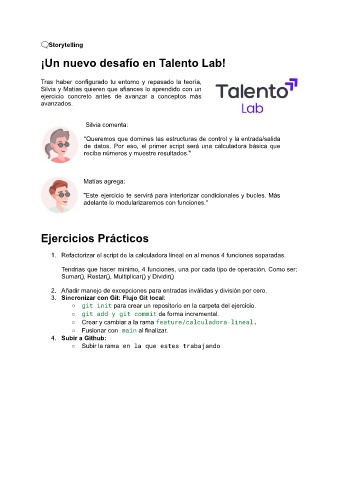 Storytelling
¡Un nuevo desafío en Talento Lab!
Tras haber configurado tu entorno y repasado la teoría,
Silvia y Matías quieren que afiances lo aprendido con un
ejercicio concreto antes de avanzar a conceptos más
avanzados.
Talento
Lab
Silvia comenta:
"Queremos que domines las estructuras de control y la entrada/salida
de datos. Por eso, el primer script será una calculadora básica que
reciba números y muestre resultados."
Matías agrega:
"Este ejercicio te servirá para interiorizar condicionales y bucles. Más
adelante lo modularizaremos con funciones."
Ejercicios Prácticos
1. Refactorizar el script de la calculadora lineal en al menos 4 funciones separadas.
Tendrías que hacer mínimo, 4 funciones, una por cada tipo de operación. Como ser:
Sumar(), Restar(), Multiplicar() y Dividir()
2. Añadir manejo de excepciones para entradas inválidas y división por cero.
3. Sincronizar con Git: Flujo Git local:
○ git init para crear un repositorio en la carpeta del ejercicio.
○ git add y git commit de forma incremental.
○ Crear y cambiar a la rama feature/calculadora-lineal.
○ Fusionar con main al finalizar.
4. Subir a Github:
○ Subir la rama en la que estes trabajando